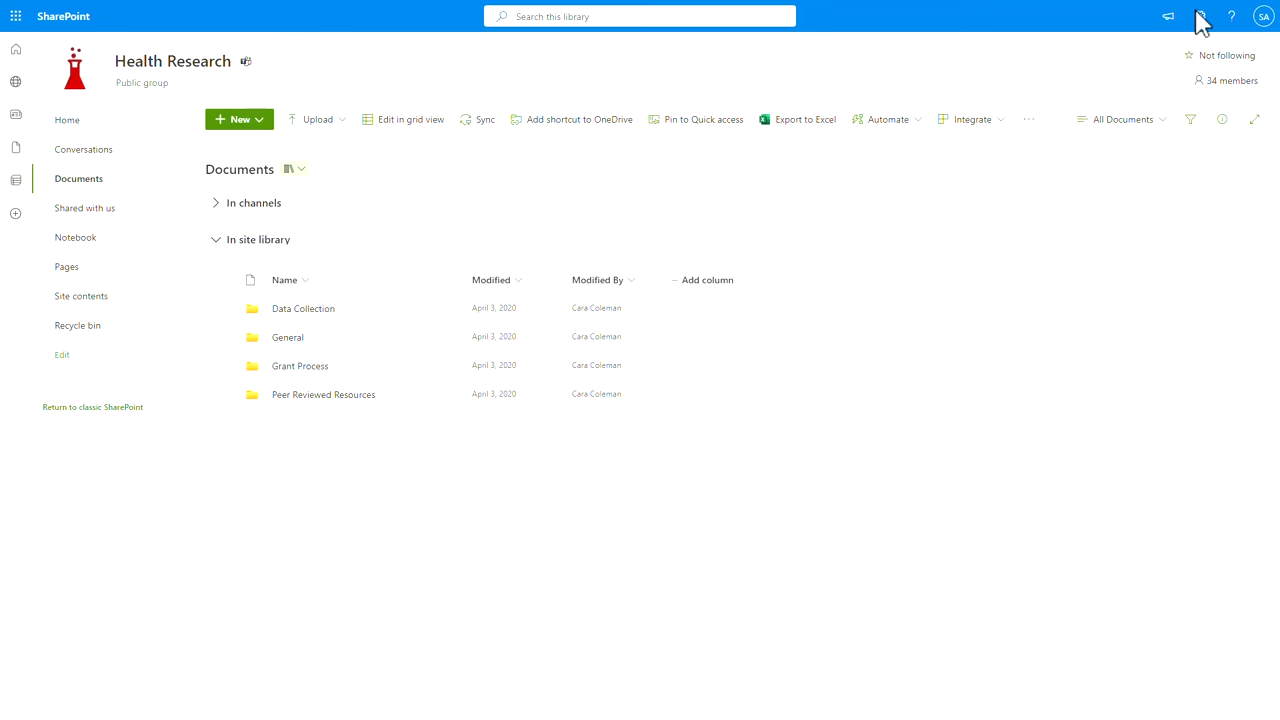 SharePoint
Search this library
?
SA
Health Research
Public group
Not following
34 members
Home
Conversations
Documents
Shared with us
Notebook
Pages
Site contents
Recycle bin
Edit
Return to classic SharePoint
+ New
Upload
Edit in grid view
Sync
Add shortcut to OneDrive
Pin to Quick access
Export to Excel
Automate
Integrate
...
All Documents
Documents
In channels
In site library
Name Modified Modified By Add column
Data Collection April 3, 2020 Cara Coleman
General April 3, 2020 Cara Coleman
Grant Process April 3, 2020 Cara Coleman
Peer Reviewed Resources April 3, 2020 Cara Coleman